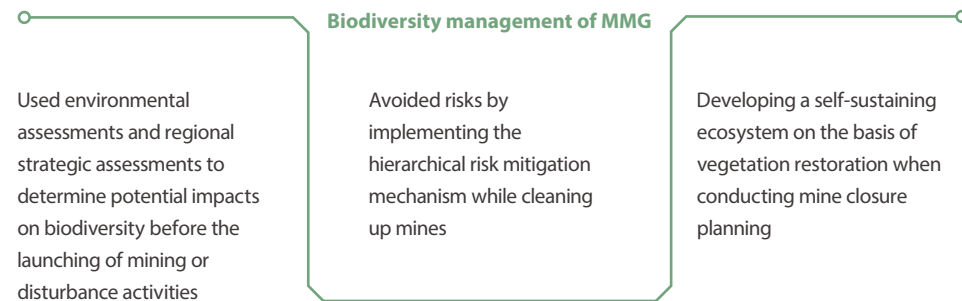 Biodiversity management of MMG
Used environmental
assessments and regional
strategic assessments to
determine potential impacts
on biodiversity before the
launching of mining or
disturbance activities
Avoided risks by
implementing the
hierarchical risk mitigation
mechanism while cleaning
up mines
Developing a self-sustaining
ecosystem on the basis of
vegetation restoration when
conducting mine closure
planning